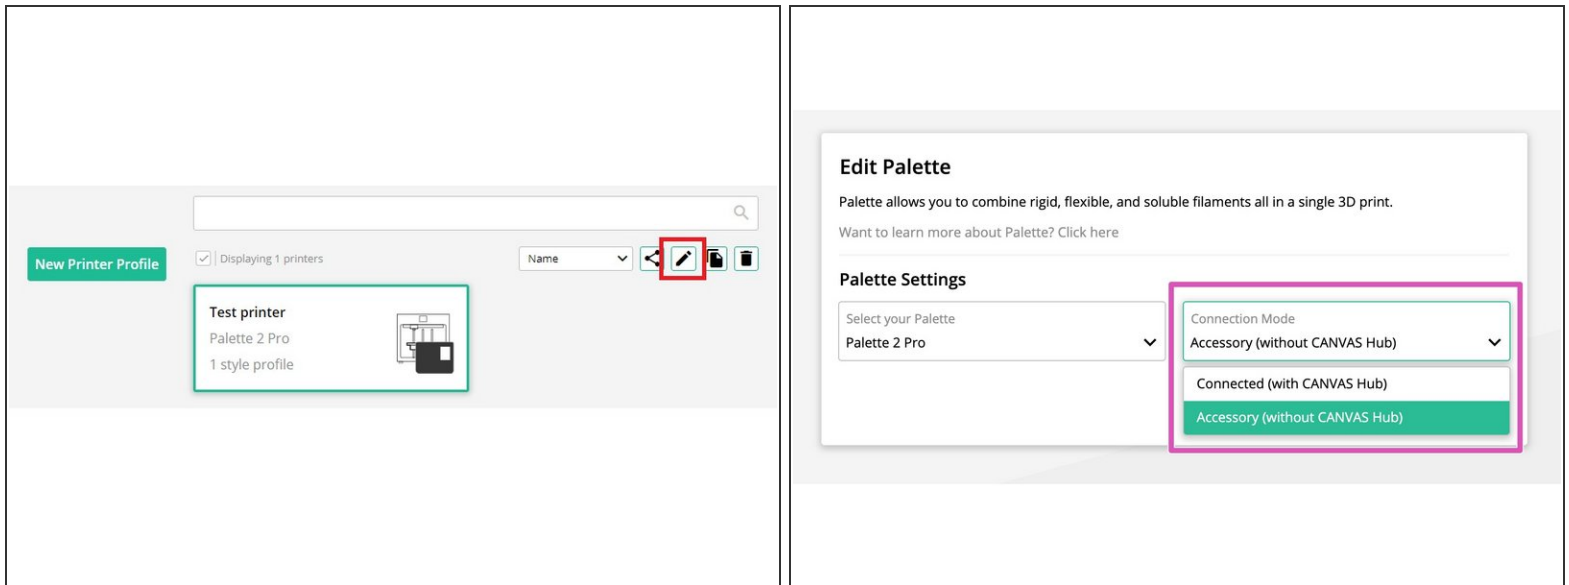 New Printer Profile
Displaying 1 printers
Name
Test printer
Palette 2 Pro
1 style profile
Edit Palette
Palette allows you to combine rigid, flexible, and soluble filaments all in a single 3D print.
Want to learn more about Palette? Click here
Palette Settings
Select your Palette
Palette 2 Pro
Connection Mode
Accessory (without CANVAS Hub)
Connected (with CANVAS Hub)
Accessory (without CANVAS Hub)